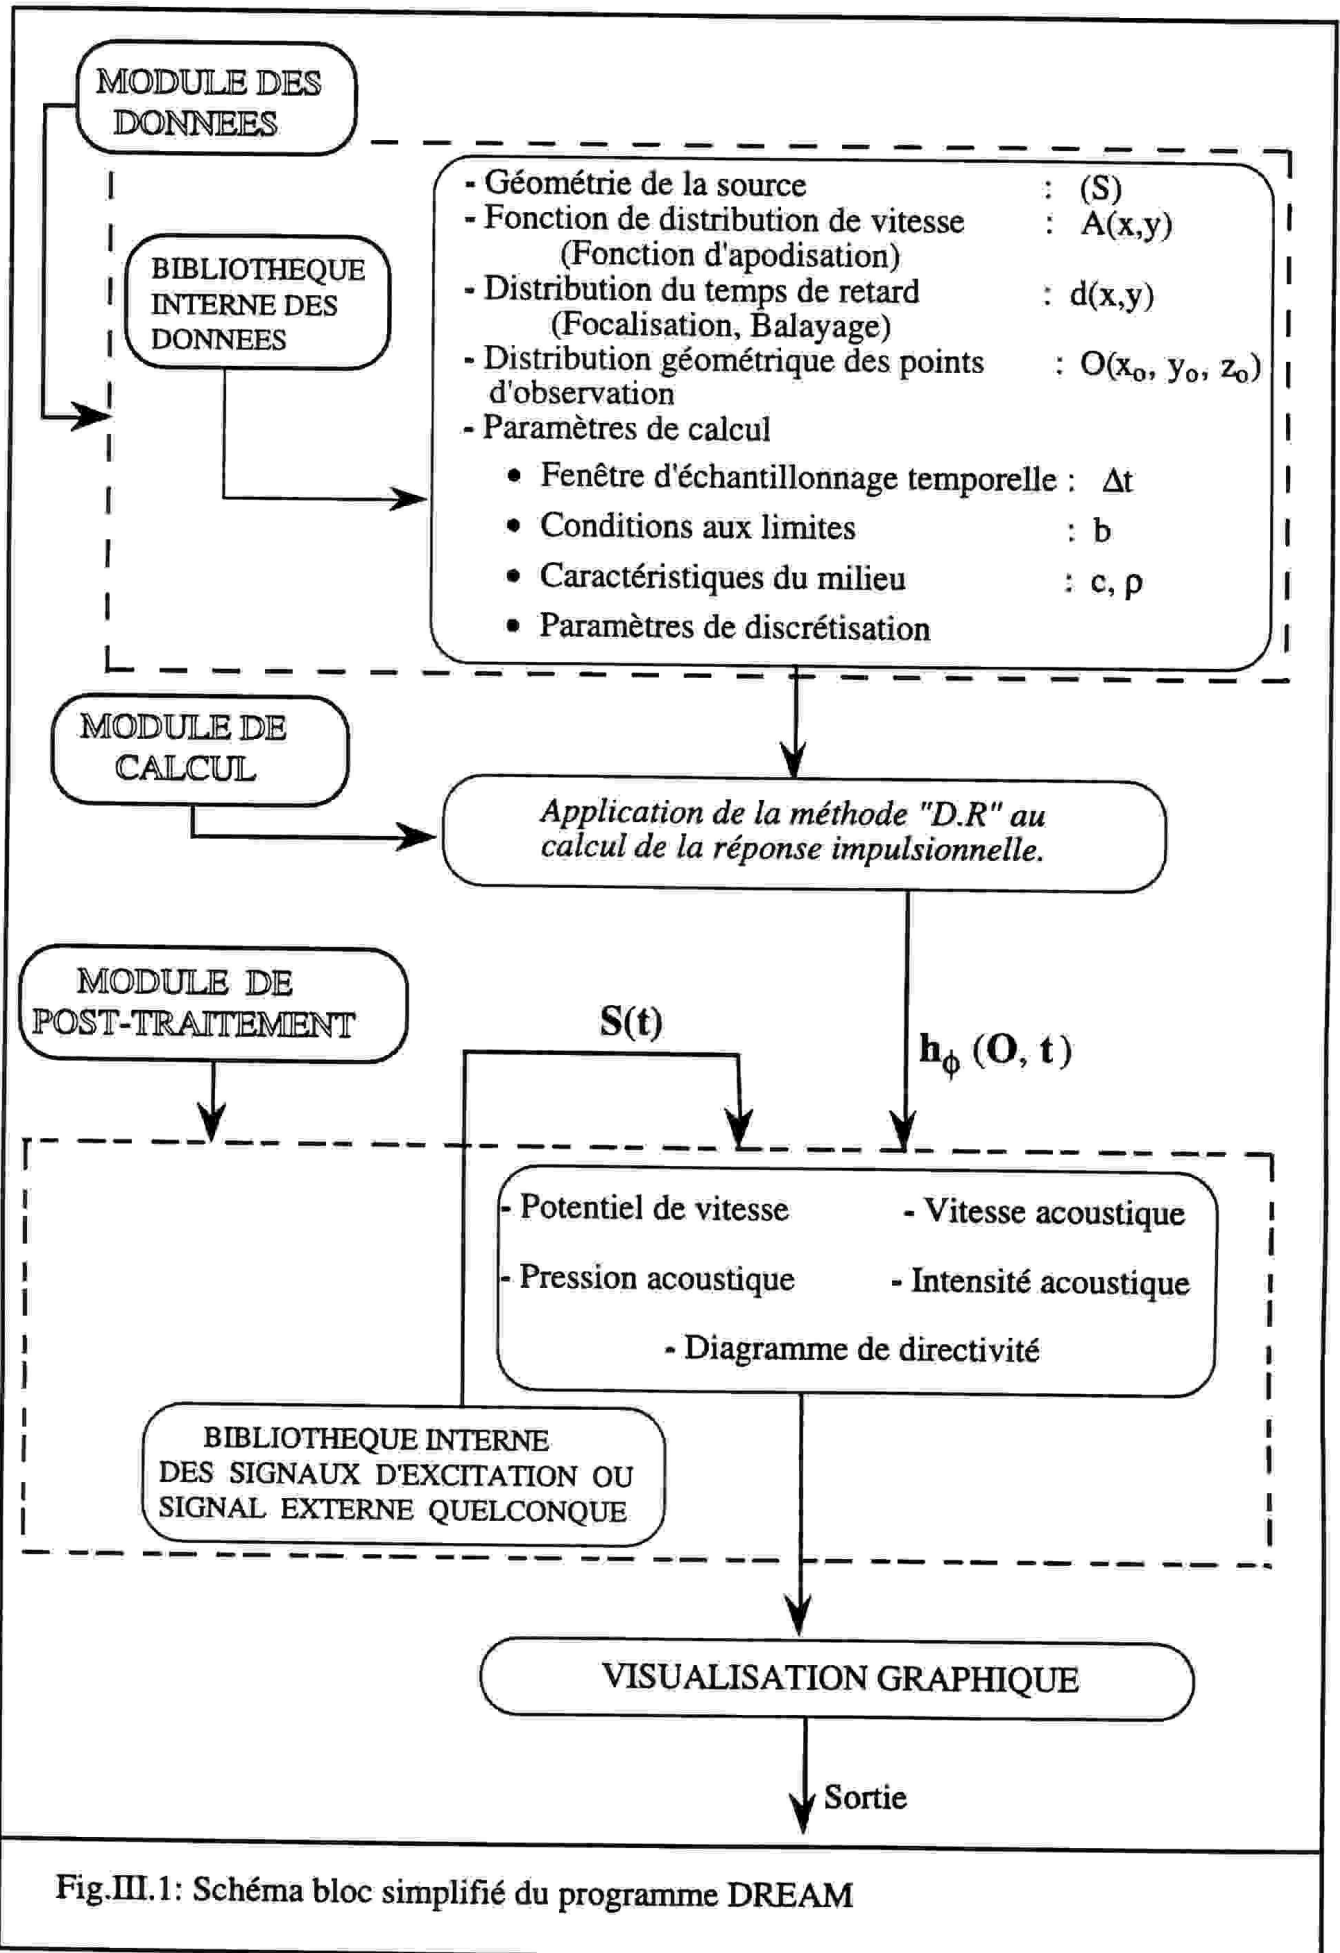 MODULE DES
DONNEES
- Géométrie de la source : (S)
- Fonction de distribution de vitesse : A(x,y)
(Fonction d'apodisation)
BIBLIOTHEQUE
INTERNE DES
DONNEES
- Distribution du temps de retard : d(x,y)
(Focalisation, Balayage)
- Distribution géométrique des points : O(x₀, y₀, z₀)
d'observation
- Paramètres de calcul
• Fenêtre d'échantillonnage temporelle : Δt
• Conditions aux limites : b
• Caractéristiques du milieu : c, ρ
• Paramètres de discrétisation
MODULE DE
CALCUL
Application de la méthode "D.R" au
calcul de la réponse impulsionnelle.
MODULE DE
POST-TRAITEMENT
S(t)
hϕ (O, t)
- Potentiel de vitesse - Vitesse acoustique
- Pression acoustique - Intensité acoustique
- Diagramme de directivité
BIBLIOTHEQUE INTERNE
DES SIGNAUX D'EXCITATION OU
SIGNAL EXTERNE QUELCONQUE
VISUALISATION GRAPHIQUE
Sortie
Fig.III.1: Schéma bloc simplifié du programme DREAM